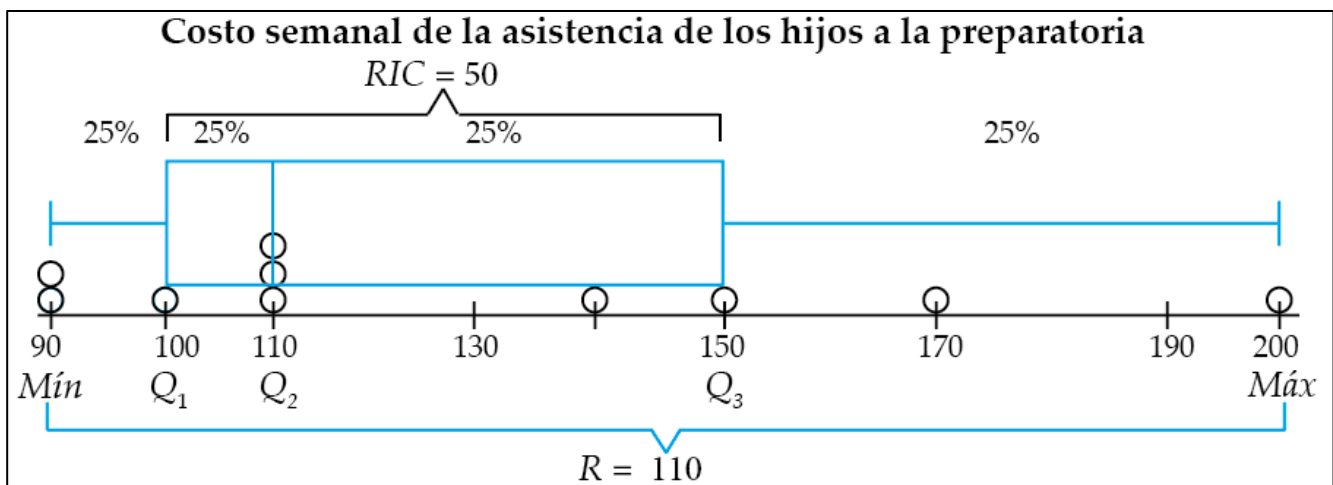 Costo semanal de la asistencia de los hijos a la preparatoria
RIC = 50
25% 25% 25% 25%
90 100 110 130 150 170 190 200
Mín Q₁ Q₂ Q₃ Máx
R = 110